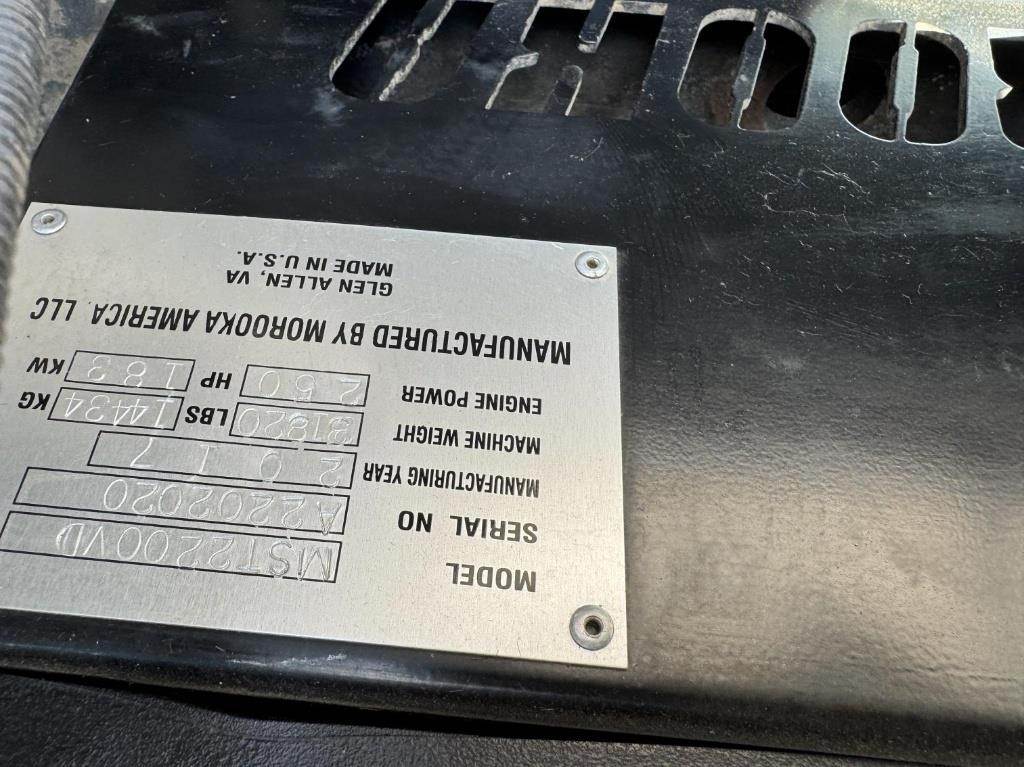 MODEL MST2200VD
SERIAL NO A2202020
MANUFACTURING YEAR 2017
MACHINE WEIGHT 31820 LBS 14434 KG
ENGINE POWER 250 HP 183 KW
MANUFACTURED BY MOROOKA AMERICA, LLC
GLEN ALLEN, VA
MADE IN U.S.A.